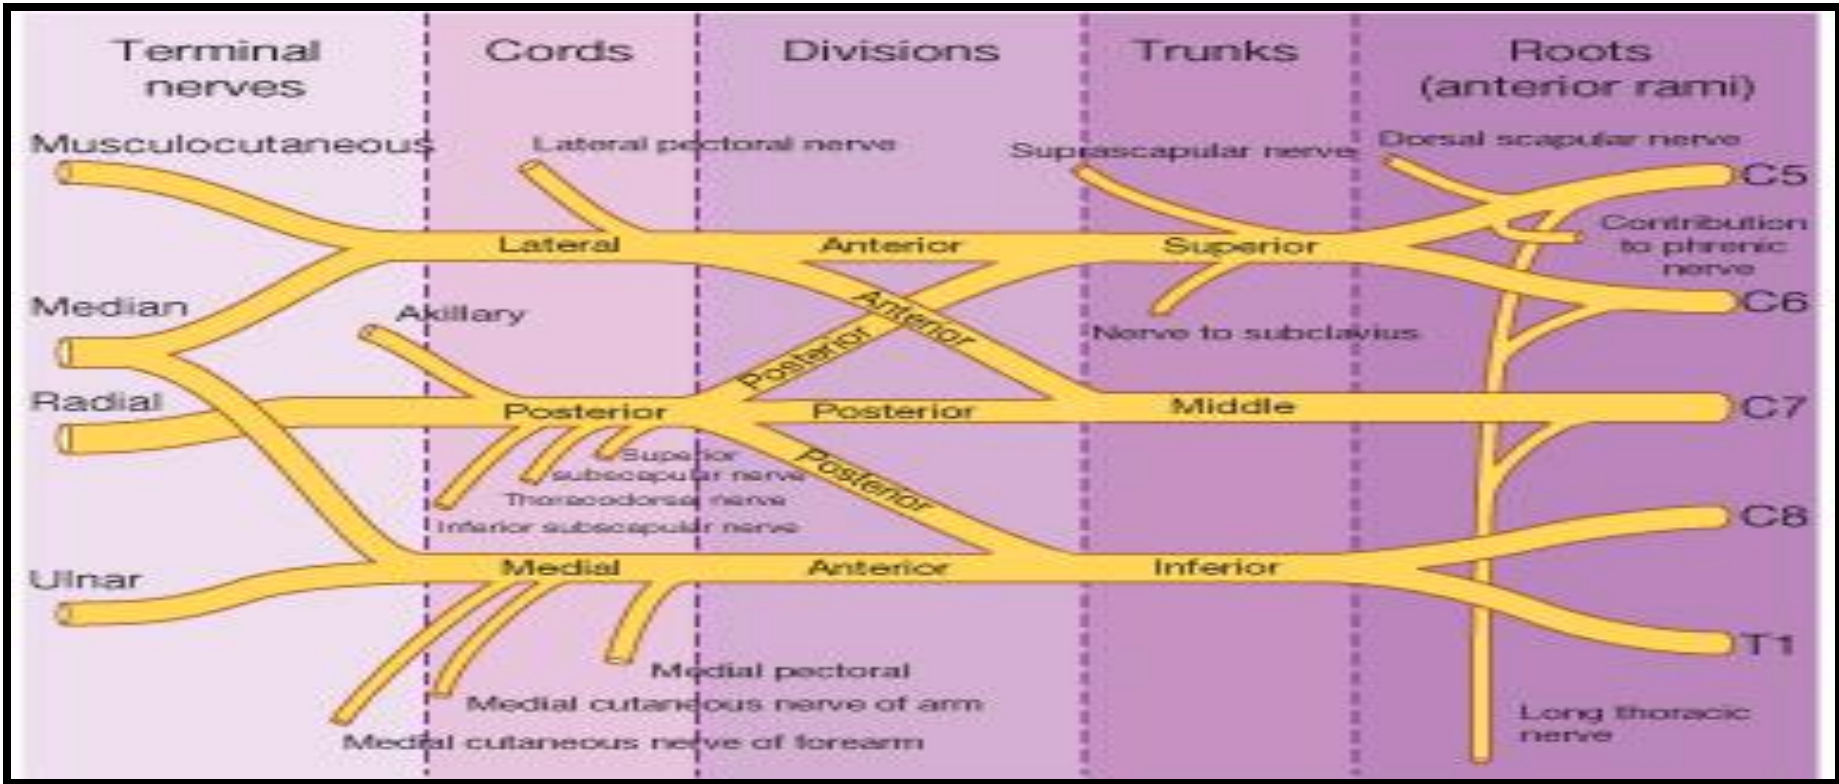 Terminal
nerves
Cords
Divisions
Trunks
Roots
(anterior rami)
Musculocutaneous
Lateral pectoral nerve
Suprascapular nerve
Dorsal scapular nerve
C5
Contribution
to phrenic
nerve
Lateral
Anterior
Superior
Median
Axillary
Anterior
Posterior
Nerve to subclavius
C6
Radial
Posterior
Posterior
Middle
C7
Superior
subscapular nerve
Thoracodorsal nerve
Inferior subscapular nerve
Posterior
C8
Ulnar
Medial
Anterior
Inferior
T1
Medial pectoral
Medial cutaneous nerve of arm
Medial cutaneous nerve of forearm
Long thoracic
nerve